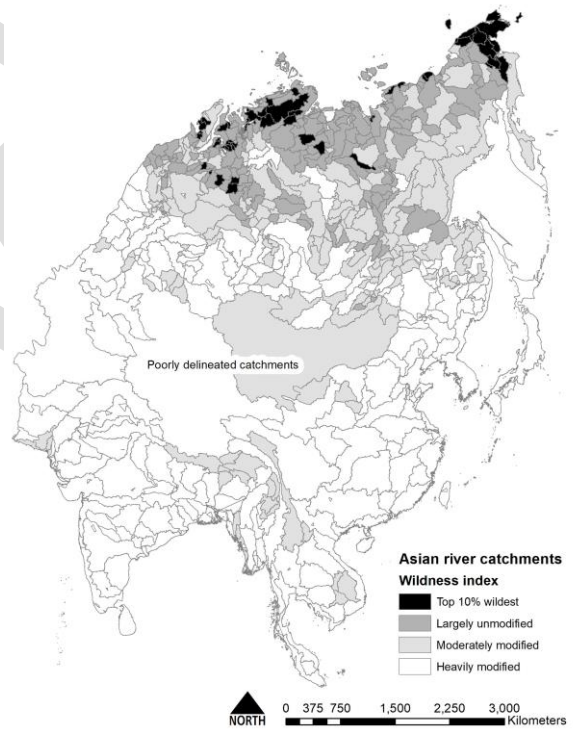 Poorly delineated catchments
Asian river catchments
Wildness index
Top 10% wildest
Largely unmodified
Moderately modified
Heavily modified
NORTH
0 375 750 1,500 2,250 3,000
Kilometers